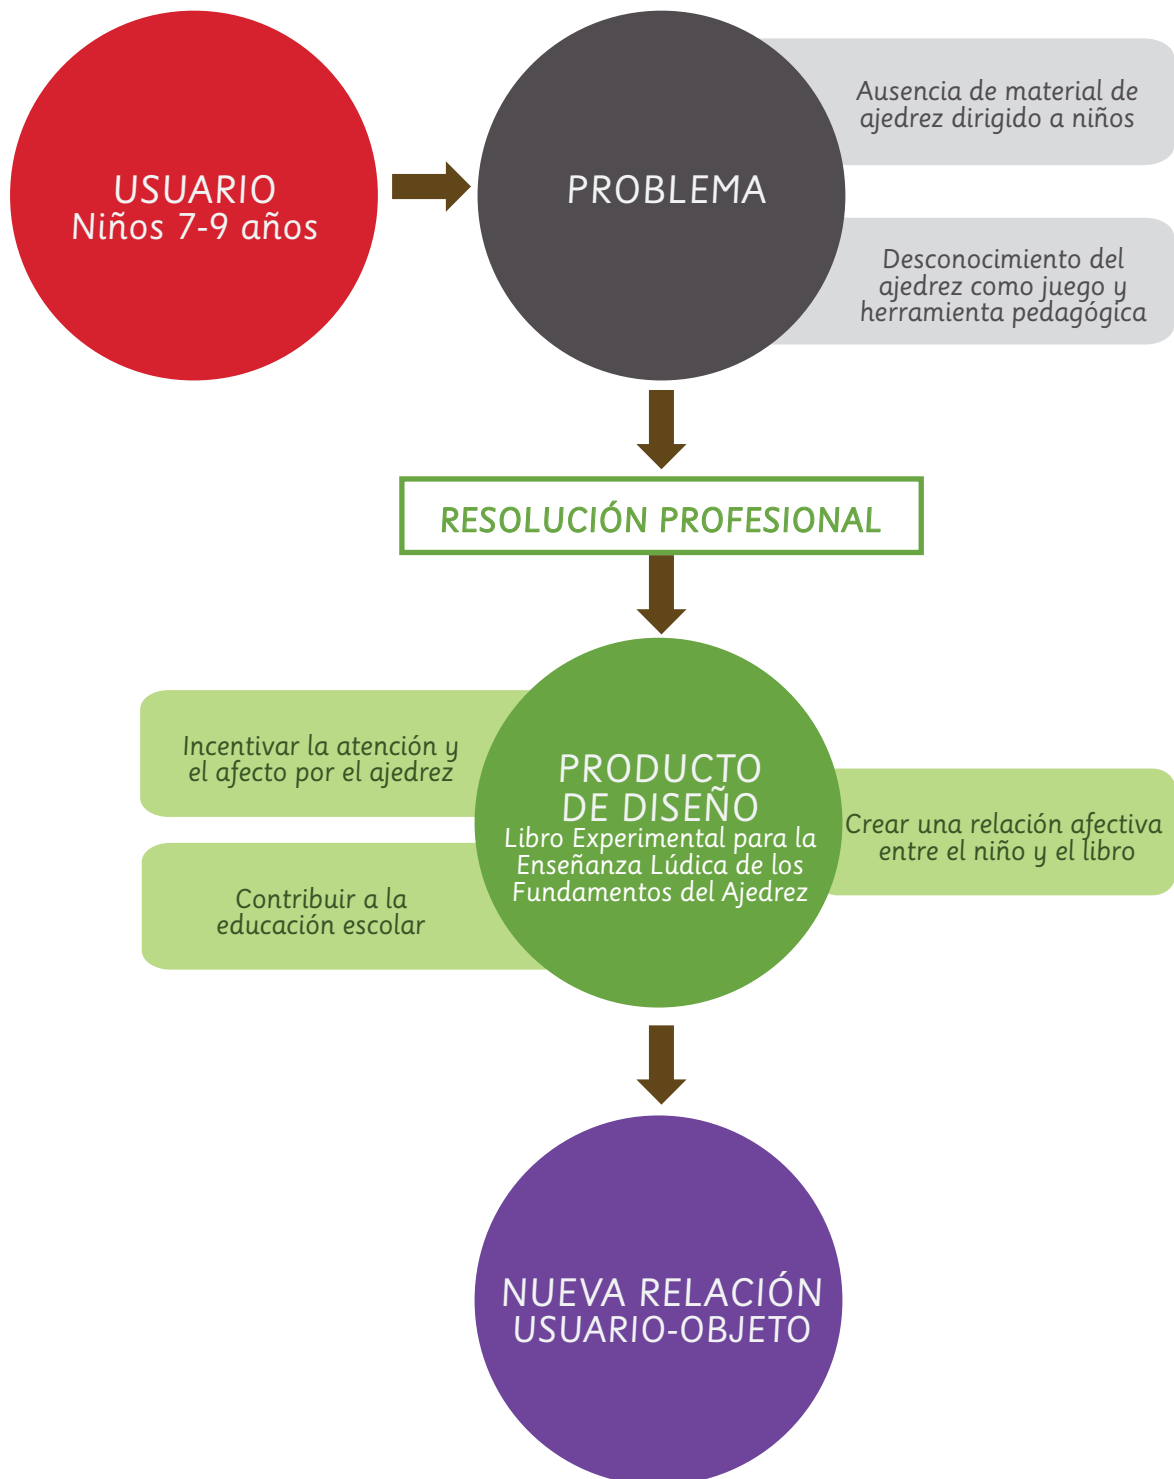 USUARIO
Niños 7-9 años
PROBLEMA
Ausencia de material de
ajedrez dirigido a niños
Desconocimiento del
ajedrez como juego y
herramienta pedagógica
RESOLUCIÓN PROFESIONAL
Incentivar la atención y
el afecto por el ajedrez
Contribuir a la
educación escolar
PRODUCTO
DE DISEÑO
Libro Experimental para la
Enseñanza Lúdica de los
Fundamentos del Ajedrez
Crear una relación afectiva
entre el niño y el libro
NUEVA RELACIÓN
USUARIO-OBJETO